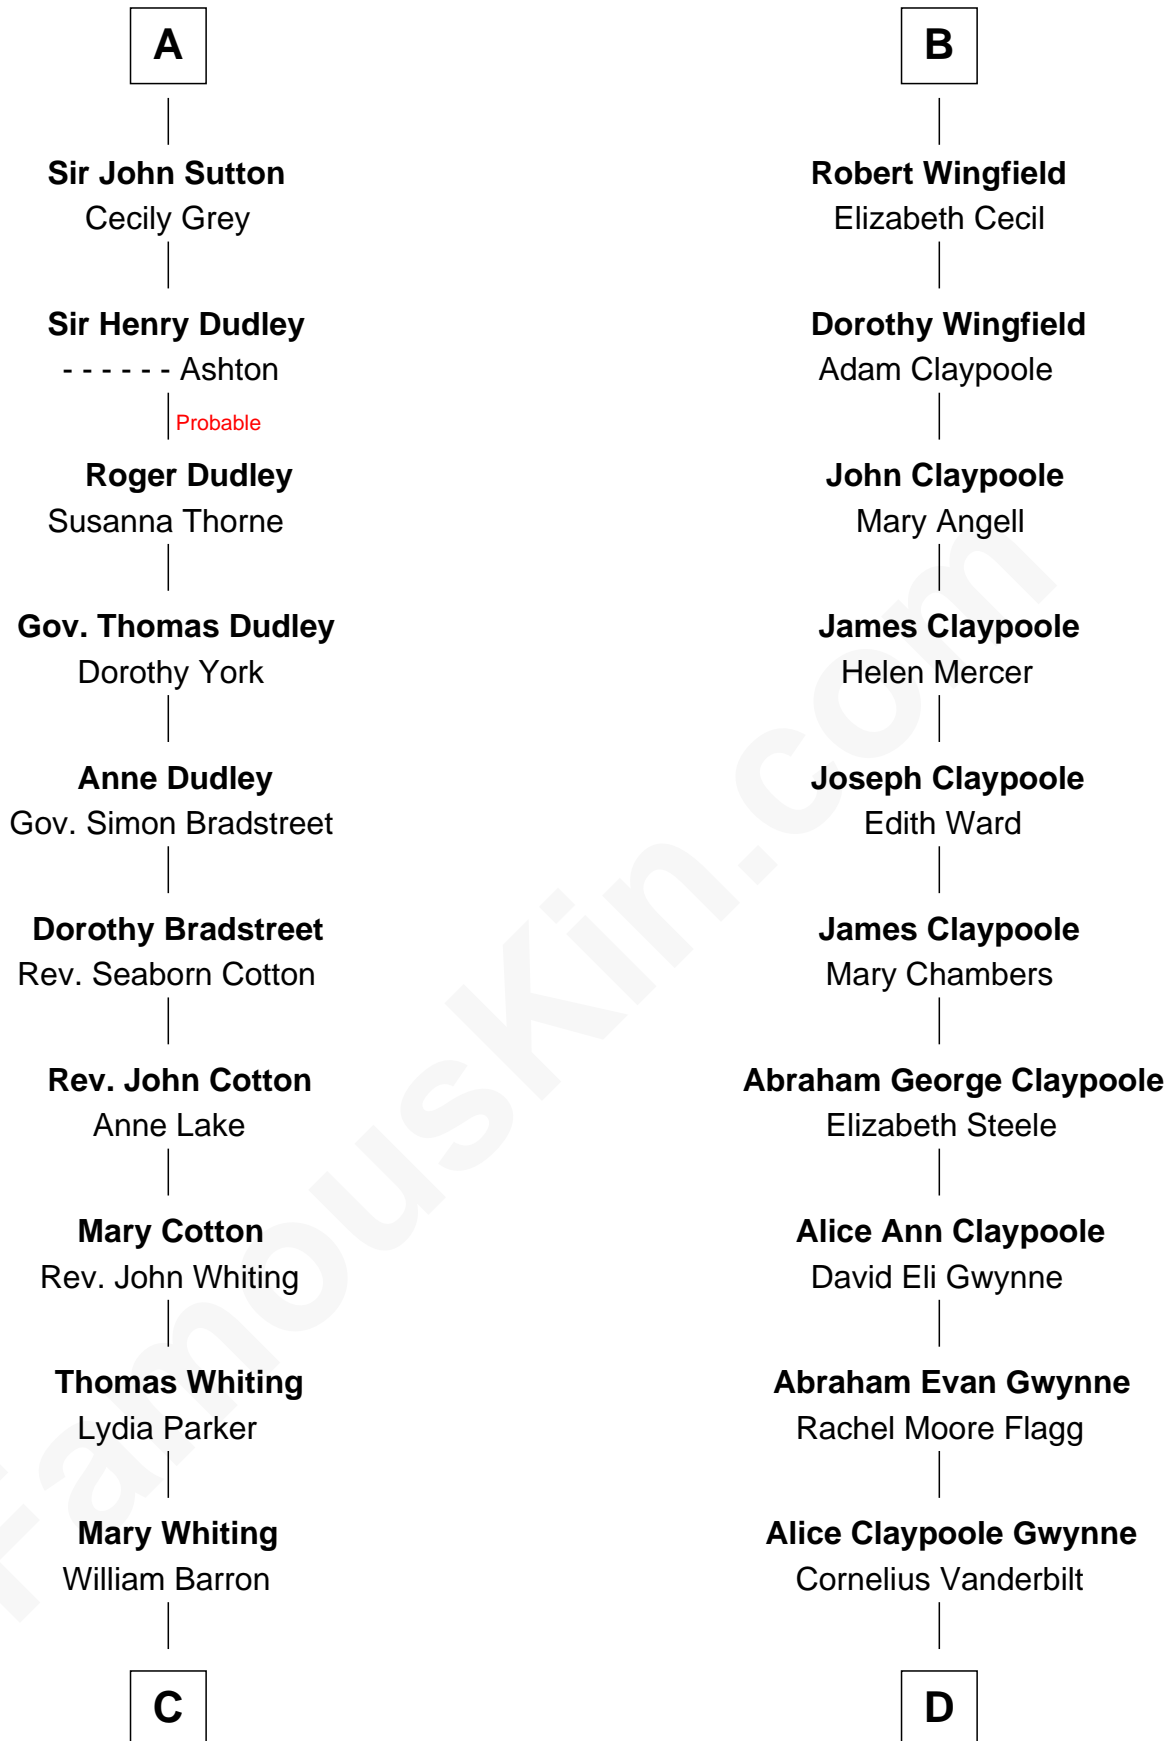 A
Sir John Sutton
Cecily Grey
Sir Henry Dudley
- - - - - - Ashton
Probable
Roger Dudley
Susanna Thorne
Gov. Thomas Dudley
Dorothy York
Anne Dudley
Gov. Simon Bradstreet
Dorothy Bradstreet
Rev. Seaborn Cotton
Rev. John Cotton
Anne Lake
Mary Cotton
Rev. John Whiting
Thomas Whiting
Lydia Parker
Mary Whiting
William Barron
C
B
Robert Wingfield
Elizabeth Cecil
Dorothy Wingfield
Adam Claypoole
John Claypoole
Mary Angell
James Claypoole
Helen Mercer
Joseph Claypoole
Edith Ward
James Claypoole
Mary Chambers
Abraham George Claypoole
Elizabeth Steele
Alice Ann Claypoole
David Eli Gwynne
Abraham Evan Gwynne
Rachel Moore Flagg
Alice Claypoole Gwynne
Cornelius Vanderbilt
D
FamousKin.com